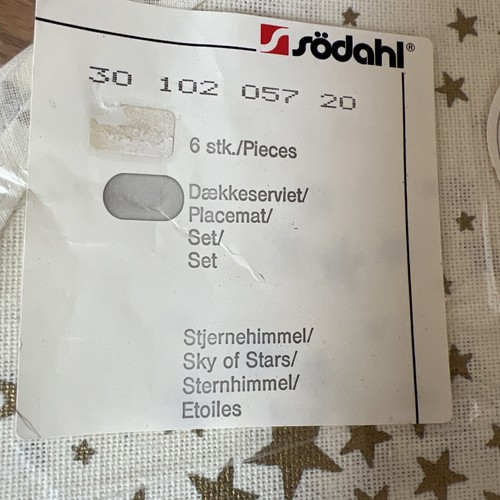 södahl®
30 102 057 20
6 stk./Pieces
Dækkeserviet/
Placemat/
Set/
Set
Stjernehimmel/
Sky of Stars/
Sternhimmel/
Etoiles